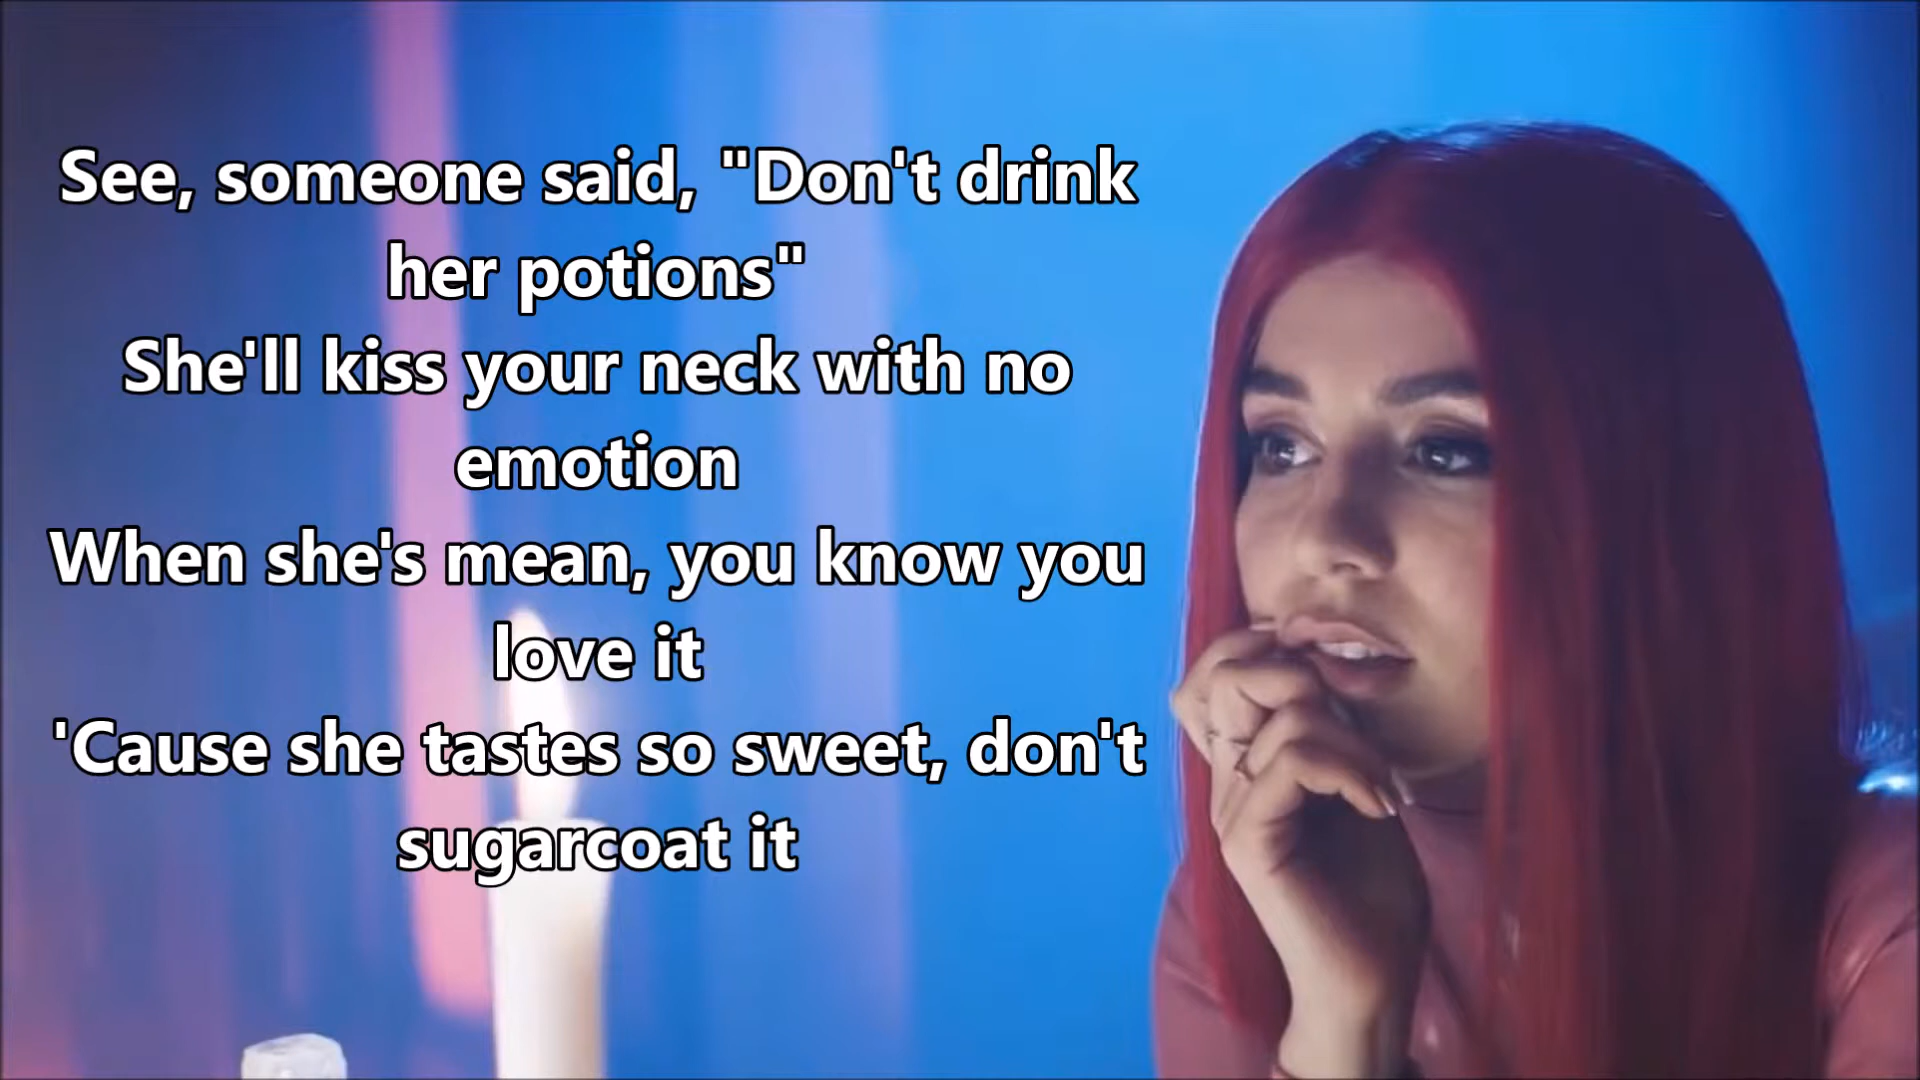 See, someone said, "Don't drink
her potions"
She'll kiss your neck with no
emotion
When she's mean, you know you
love it
'Cause she tastes so sweet, don't
sugarcoat it